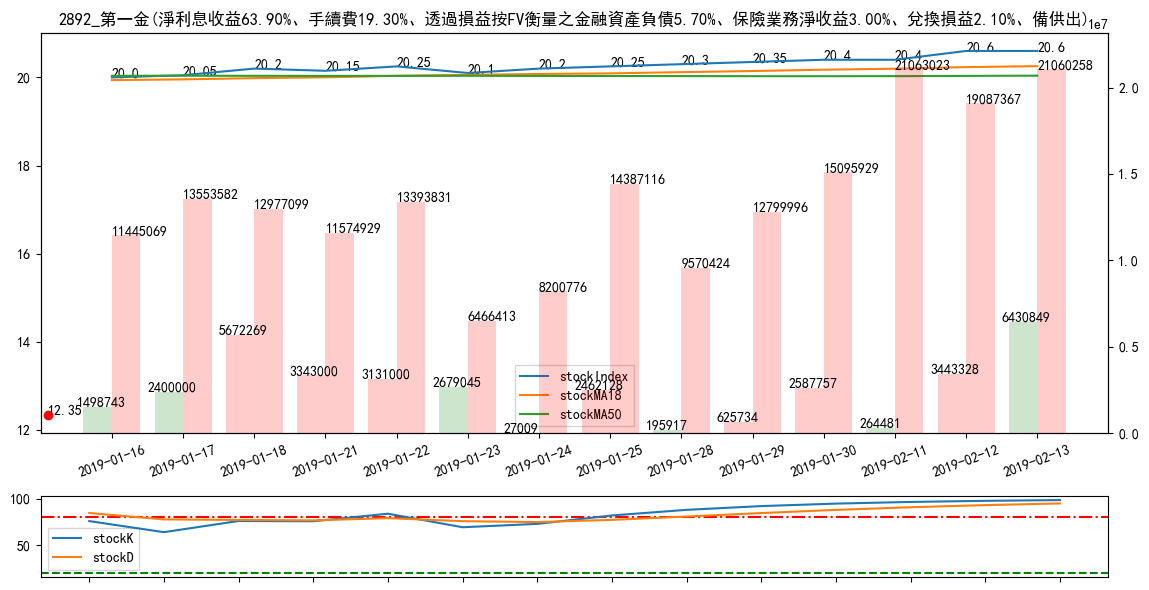 2892_第一金(淨利息收益63.90%、手續費19.30%、透過損益按FV衡量之金融資產負債5.70%、保險業務淨收益3.00%、兌換損益2.10%、備供出)
1e7
20.0 20.05 20.2 20.15 20.25 20.1 20.2 20.25 20.3 20.35 20.4 20.4 20.6 20.6
20
18
16
14
12
2.0
1.5
1.0
0.5
0.0
11445069 13553582 12977099 11574929 13393831 6466413 8200776 14387116 9570424 12799996 15095929 21063023 19087367 21060258
1498743 2400000 5672269 3343000 3131000 2679045 27009 2462128 195917 625734 2587757 264481 3443328 6430849
12.35
stockIndex
stockMA18
stockMA50
2019-01-16 2019-01-17 2019-01-18 2019-01-21 2019-01-22 2019-01-23 2019-01-24 2019-01-25 2019-01-28 2019-01-29 2019-01-30 2019-02-11 2019-02-12 2019-02-13
100
50
stockK
stockD